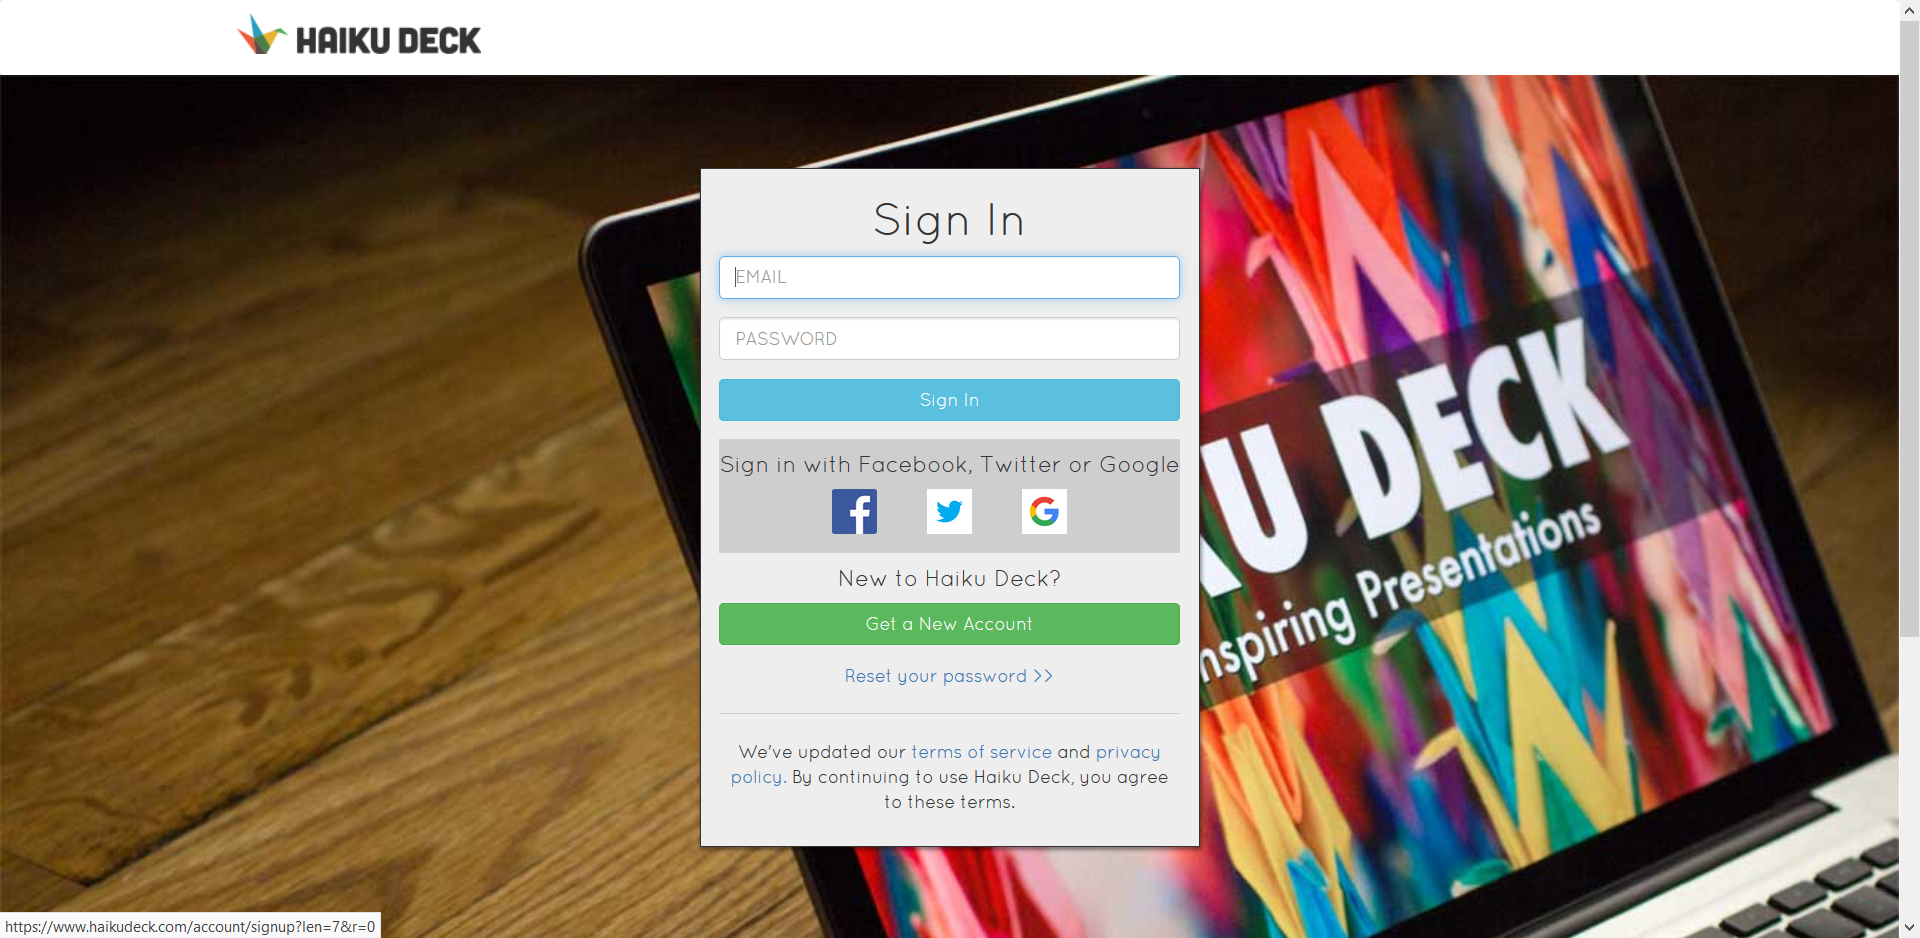 HAIKU DECK
Sign In
EMAIL
PASSWORD
Sign In
Sign in with Facebook, Twitter or Google
New to Haiku Deck?
Get a New Account
Reset your password >>
We've updated our terms of service and privacy
policy. By continuing to use Haiku Deck, you agree
to these terms.
KU DECK
nspiring Presentations
https://www.haikudeck.com/account/signup?len=7&r=0